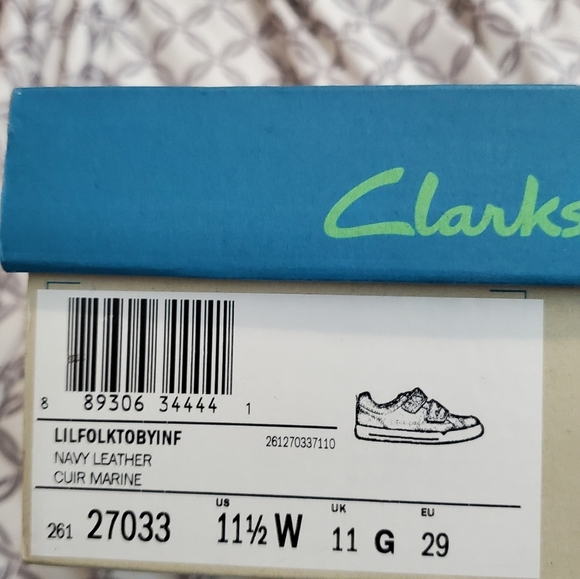 Clarks
8 89306 34444 1
LILFOLKTOBYINF 261270337110
NAVY LEATHER
CUIR MARINE
US UK EU
261 27033 11½ W 11 G 29